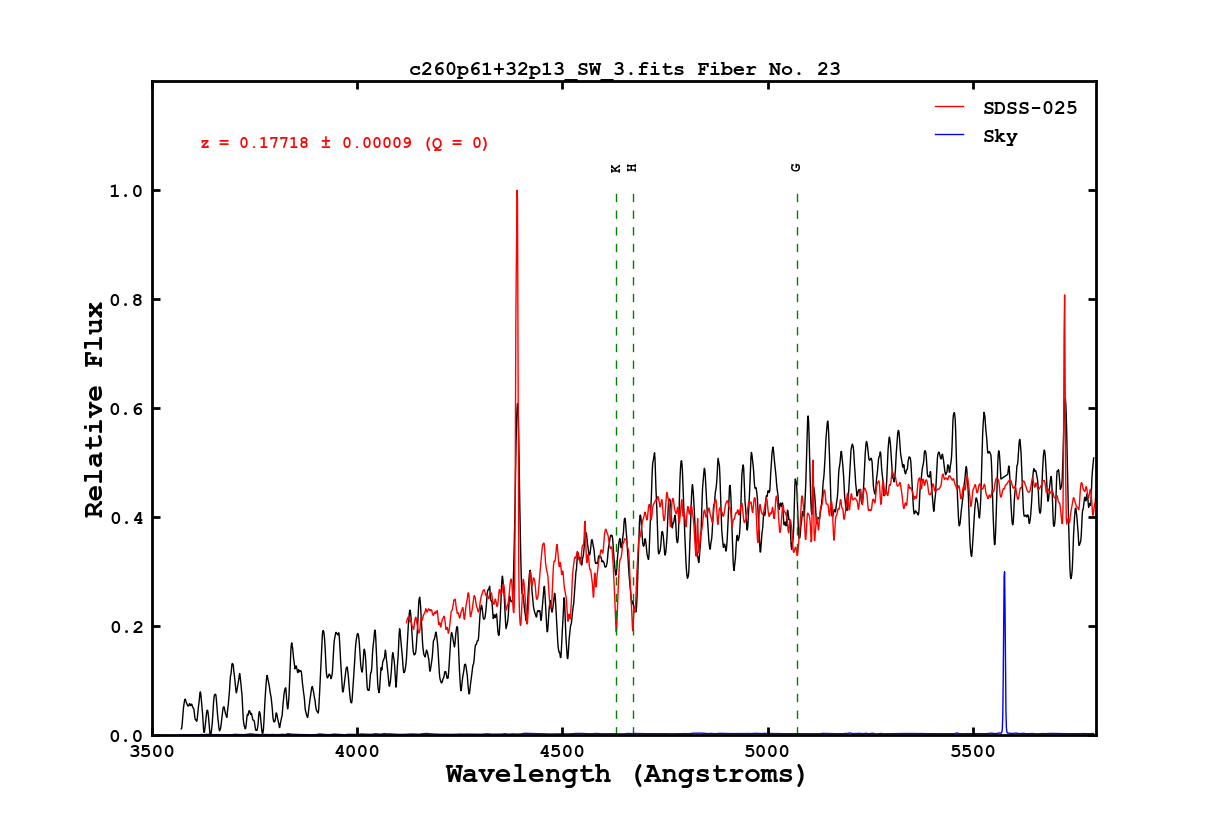 c260p61+32p13_SW_3.fits Fiber No. 23
SDSS-025
Sky
z = 0.17718 ± 0.00009 (Q = 0)
K
H
G
1.0
0.8
0.6
0.4
0.2
0.0
Relative Flux
3500
4000
4500
5000
5500
Wavelength (Angstroms)